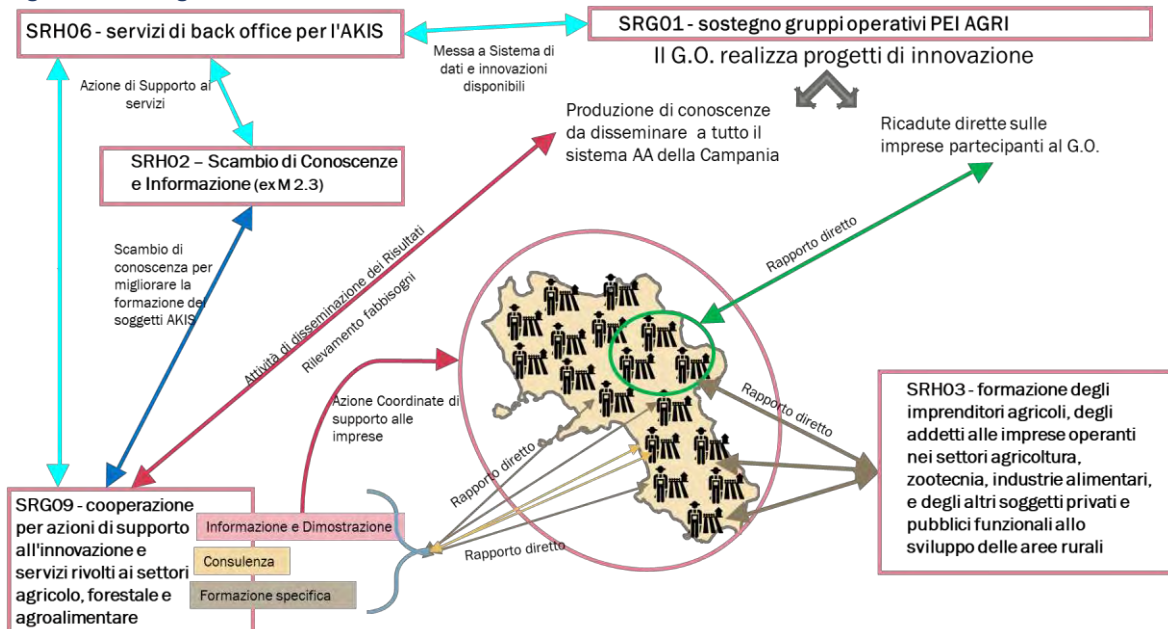 SRH06 - servizi di back office per l'AKIS
SRG01 - sostegno gruppi operativi PEI AGRI
Il G.O. realizza progetti di innovazione
Messa a Sistema di
dati e innovazioni
disponibili
Azione di Supporto ai
servizi
Produzione di conoscenze
da disseminare a tutto il
sistema AA della Campania
Ricadute dirette sulle
imprese partecipanti al G.O.
SRH02 – Scambio di Conoscenze
e Informazione (ex M 2.3)
Scambio di
conoscenza per
migliorare la
formazione dei
soggetti AKIS
Attività di disseminazione dei Risultati
Rilevamento fabbisogni
Rapporto diretto
Azione Coordinate di
supporto alle
imprese
Rapporto diretto
Rapporto diretto
Rapporto diretto
SRH03 - formazione degli
imprenditori agricoli, degli
addetti alle imprese operanti
nei settori agricoltura,
zootecnia, industrie alimentari,
e degli altri soggetti privati e
pubblici funzionali allo
sviluppo delle aree rurali
SRG09 - cooperazione
per azioni di supporto
all'innovazione e
servizi rivolti ai settori
agricolo, forestale e
agroalimentare
Informazione e Dimostrazione
Consulenza
Formazione specifica